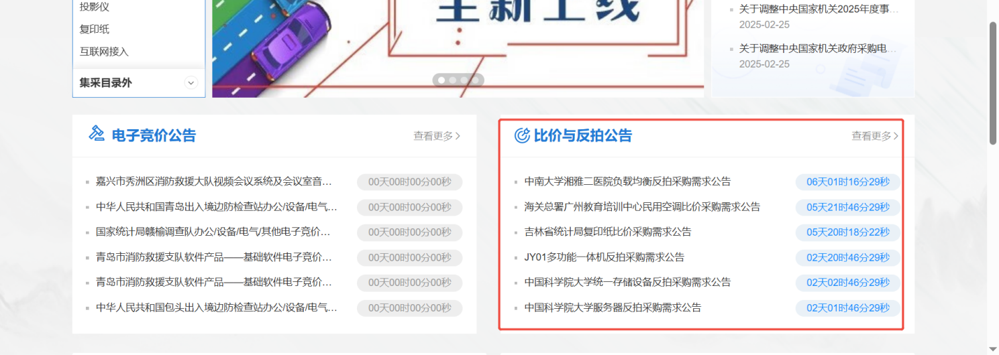 投影仪
复印纸
互联网接入
集采目录外
全新上线
关于调整中央国家机关2025年度事...
2025-02-25
关于调整中央国家机关政府采购电...
2025-02-25
电子竞价公告
查看更多
嘉兴市秀洲区消防救援大队视频会议系统及会议室音...
00天00时00分00秒
中华人民共和国青岛出入境边防检查站办公/设备/电气...
00天00时00分00秒
国家统计局赣榆调查队办公/设备/电气/其他电子竞价...
00天00时00分00秒
青岛市消防救援支队软件产品——基础软件电子竞价...
00天00时00分00秒
青岛市消防救援支队软件产品——基础软件电子竞价...
00天00时00分00秒
中华人民共和国包头出入境边防检查站办公/设备/电气...
00天00时00分00秒
比价与反拍公告
查看更多
中南大学湘雅二医院负载均衡反拍采购需求公告
06天01时16分29秒
海关总署广州教育培训中心民用空调比价采购需求公告
05天21时46分29秒
吉林省统计局复印纸比价采购需求公告
05天20时18分22秒
JY01多功能一体机反拍采购需求公告
02天20时46分29秒
中国科学院大学统一存储设备反拍采购需求公告
02天02时46分29秒
中国科学院大学服务器反拍采购需求公告
02天01时46分29秒